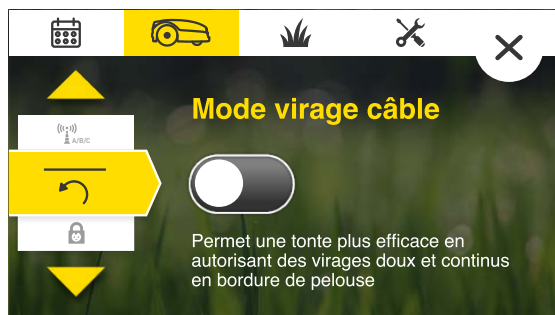 Mode virage câble
A/B/C
Permet une tonte plus efficace en
autorisant des virages doux et continus
en bordure de pelouse